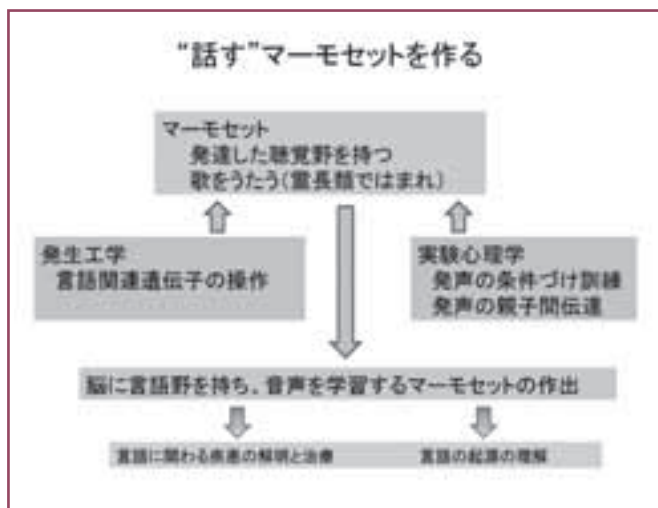 “話す”マーモセットを作る
マーモセット
発達した聴覚野を持つ
歌をうたう(霊長類ではまれ)
発生工学
言語関連遺伝子の操作
実験心理学
発声の条件づけ訓練
発声の親子間伝達
脳に言語野を持ち、音声を学習するマーモセットの作出
言語に関わる疾患の解明と治療
言語の起源の理解